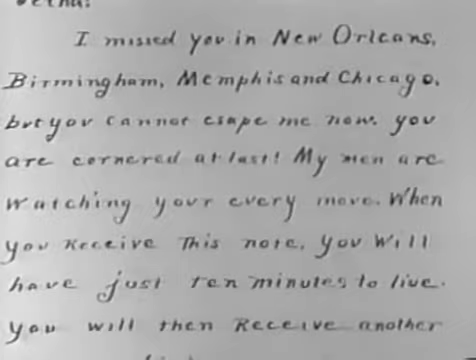 I missed you in New Orleans,
Birmingham, Memphis and Chicago,
but you cannot esape me now. you
are cornered at last! My men are
watching your every move. When
you Receive This note, you will
have just ten minutes to live.
you will then Receive another